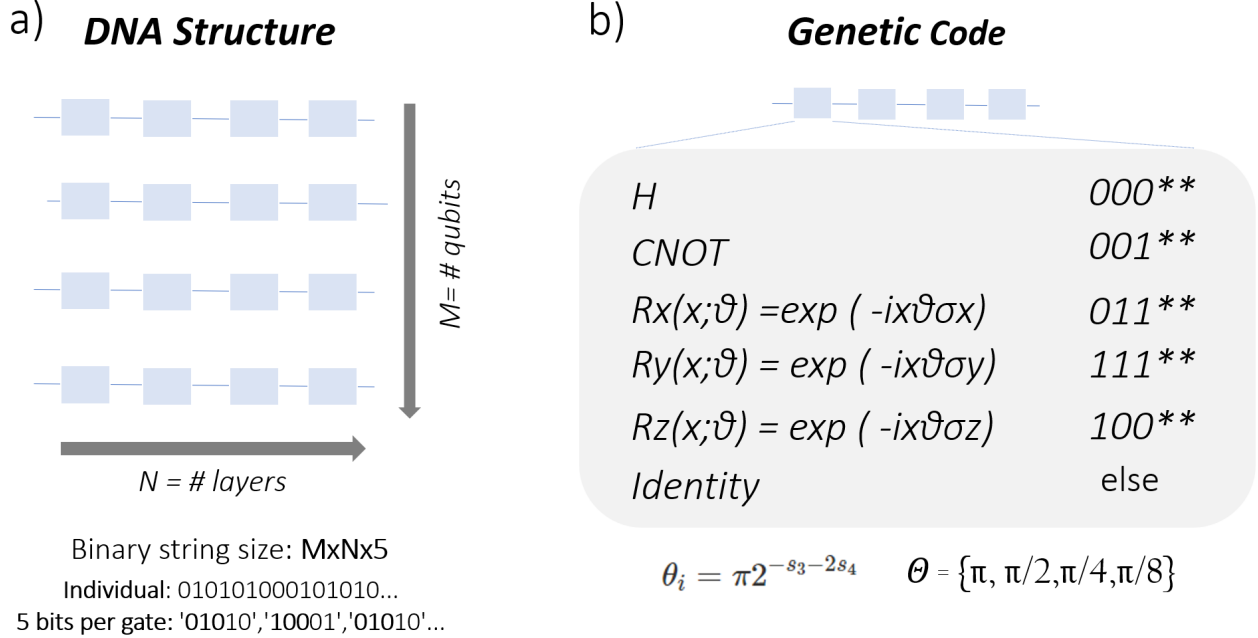 a) DNA Structure
M= # qubits
N = # layers
Binary string size: MxNx5
Individual: 010101000101010...
5 bits per gate: '01010','10001','01010'...
b) Genetic Code
H 000**
CNOT 001**
Rx(x;ϑ) =exp ( -ixϑσx) 011**
Ry(x;ϑ) = exp ( -ixϑσy) 111**
Rz(x;ϑ) = exp ( -ixϑσz) 100**
Identity else
θᵢ = π2^{-s₃-2s₄} Θ = {π, π/2,π/4,π/8}